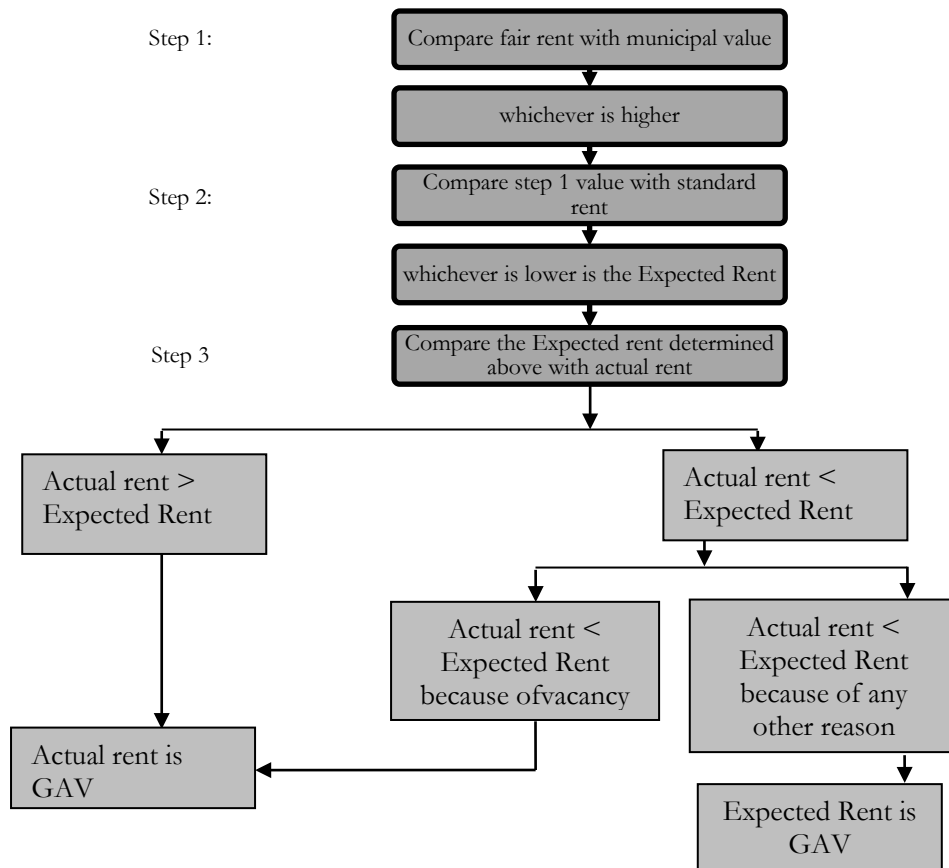 Step 1:
Compare fair rent with municipal value
whichever is higher
Step 2:
Compare step 1 value with standard
rent
whichever is lower is the Expected Rent
Step 3
Compare the Expected rent determined
above with actual rent
Actual rent >
Expected Rent
Actual rent <
Expected Rent
Actual rent <
Expected Rent
because ofvacancy
Actual rent <
Expected Rent
because of any
other reason
Actual rent is
GAV
Expected Rent is
GAV